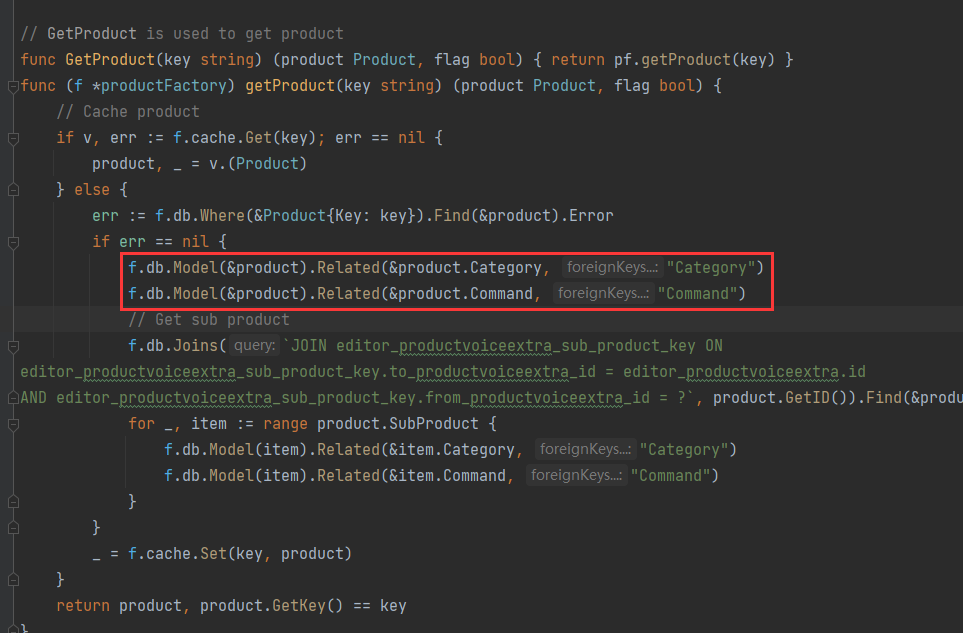 // GetProduct is used to get product
func GetProduct(key string) (product Product, flag bool) { return pf.getProduct(key) }
func (f *productFactory) getProduct(key string) (product Product, flag bool) {
// Cache product
if v, err := f.cache.Get(key); err == nil {
product, _ = v.(Product)
} else {
err := f.db.Where(&Product{Key: key}).Find(&product).Error
if err == nil {
f.db.Model(&product).Related(&product.Category, foreignKeys...: "Category")
f.db.Model(&product).Related(&product.Command, foreignKeys...: "Command")
// Get sub product
f.db.Joins( query: `JOIN editor_productvoiceextra_sub_product_key ON
editor_productvoiceextra_sub_product_key.to_productvoiceextra_id = editor_productvoiceextra.id
AND editor_productvoiceextra_sub_product_key.from_productvoiceextra_id = ?`, product.GetID()).Find(&produ
for _, item := range product.SubProduct {
f.db.Model(item).Related(&item.Category, foreignKeys...: "Category")
f.db.Model(item).Related(&item.Command, foreignKeys...: "Command")
}
}
_ = f.cache.Set(key, product)
}
return product, product.GetKey() == key
}